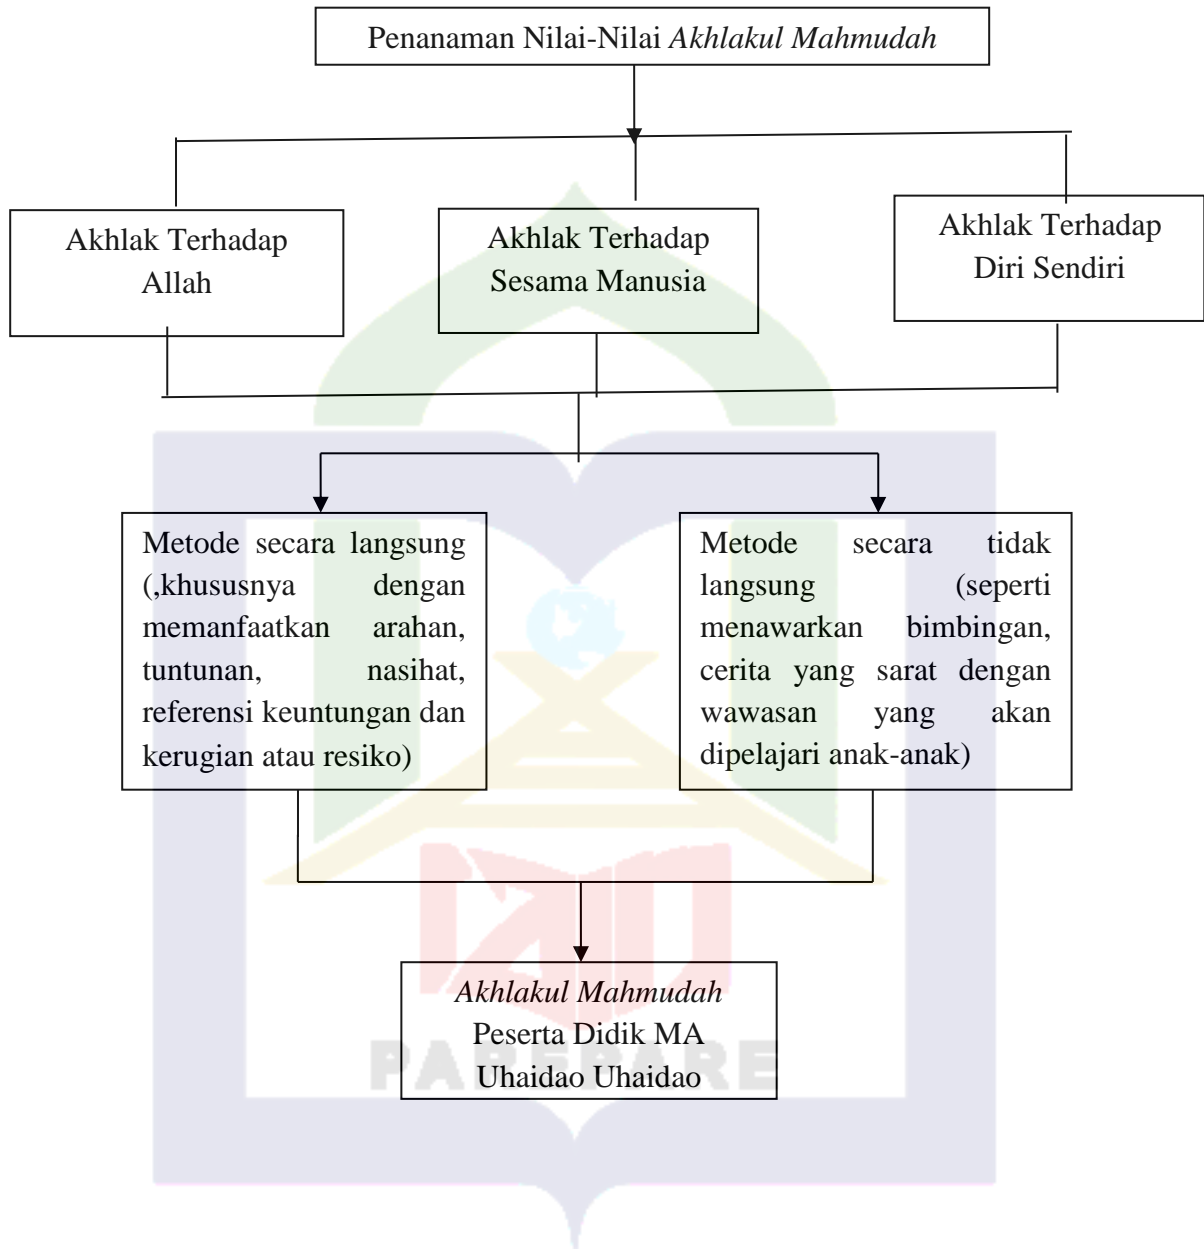 Penanaman Nilai-Nilai Akhlakul Mahmudah
Akhlak Terhadap
Allah
Akhlak Terhadap
Sesama Manusia
Akhlak Terhadap
Diri Sendiri
Metode secara langsung
(,khususnya dengan
memanfaatkan arahan,
tuntunan, nasihat,
referensi keuntungan dan
kerugian atau resiko)
Metode secara tidak
langsung (seperti
menawarkan bimbingan,
cerita yang sarat dengan
wawasan yang akan
dipelajari anak-anak)
Akhlakul Mahmudah
Peserta Didik MA
Uhaidao Uhaidao
PAREPARE